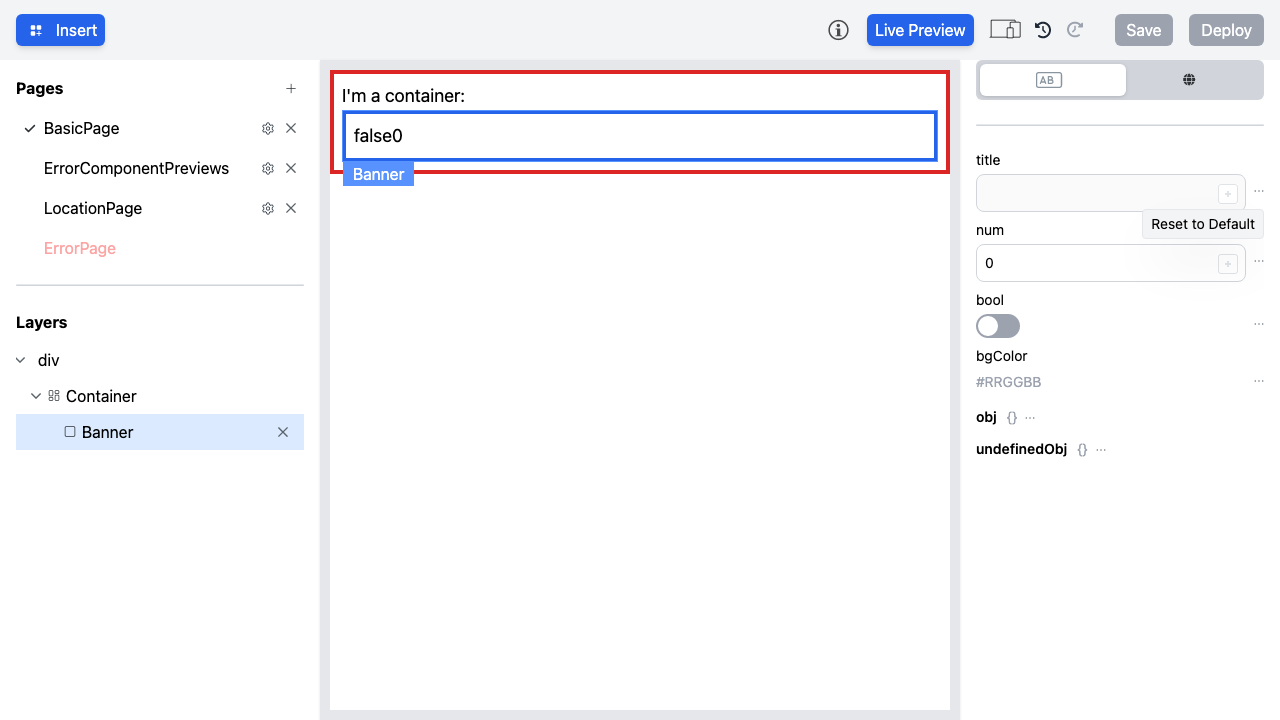 Insert
Live Preview
Save
Deploy
Pages
BasicPage
ErrorComponentPreviews
LocationPage
ErrorPage
Layers
div
Container
Banner
I'm a container:
false0
Banner
AB
title
Reset to Default
num
0
bool
bgColor
#RRGGBB
obj {} ...
undefinedObj {} ...